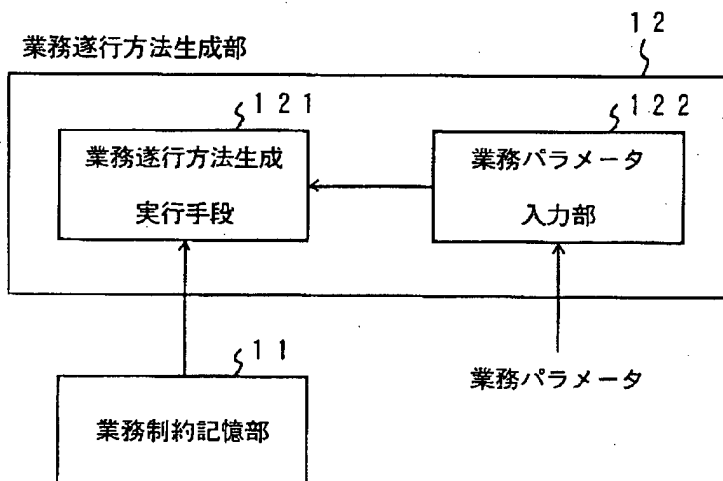 12
業務遂行方法生成部
121
122
業務遂行方法生成
実行手段
業務パラメータ
入力部
11
業務パラメータ
業務制約記憶部